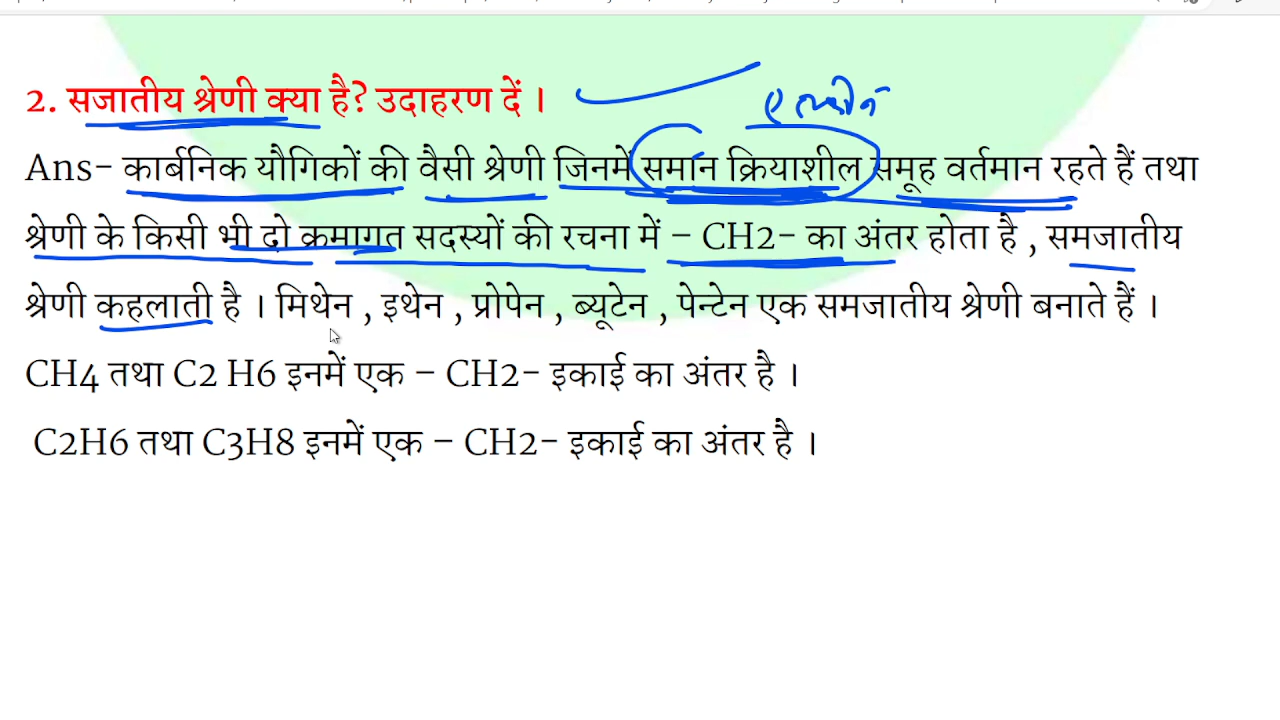 2. सजातीय श्रेणी क्या है? उदाहरण दें ।
Ans- कार्बनिक यौगिकों की वैसी श्रेणी जिनमें समान क्रियाशील समूह वर्तमान रहते हैं तथा
श्रेणी के किसी भी दो क्रमागत सदस्यों की रचना में – CH2- का अंतर होता है , समजातीय
श्रेणी कहलाती है । मिथेन , इथेन , प्रोपेन , ब्यूटेन , पेन्टेन एक समजातीय श्रेणी बनाते हैं ।
CH4 तथा C2 H6 इनमें एक – CH2- इकाई का अंतर है ।
C2H6 तथा C3H8 इनमें एक – CH2- इकाई का अंतर है ।